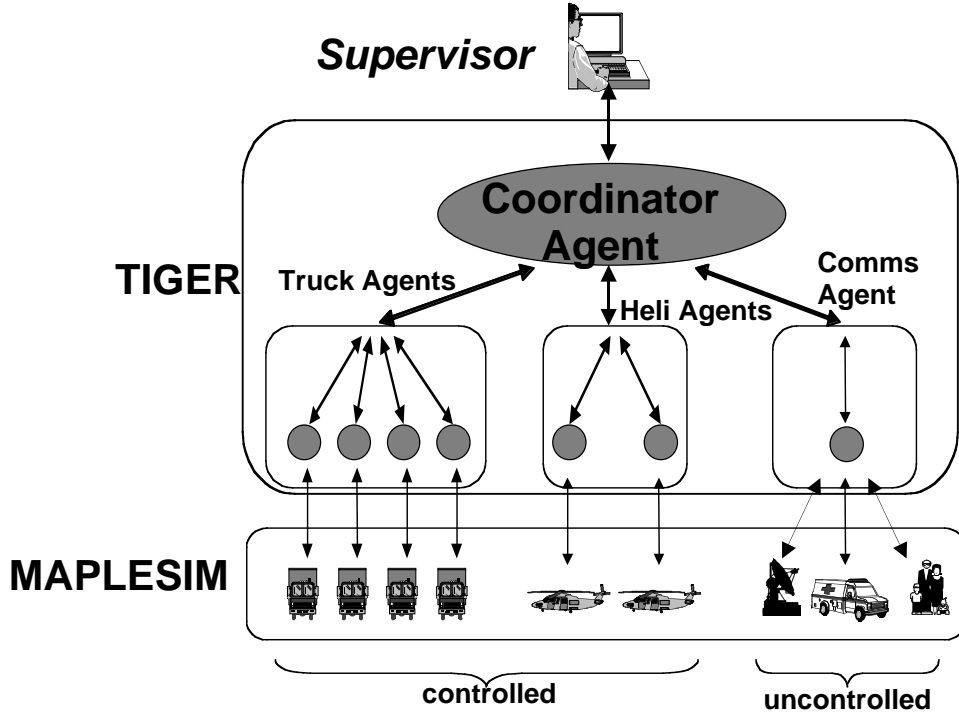 Supervisor
Coordinator
Agent
TIGER
Truck Agents
Heli Agents
Comms
Agent
MAPLESIM
controlled
uncontrolled